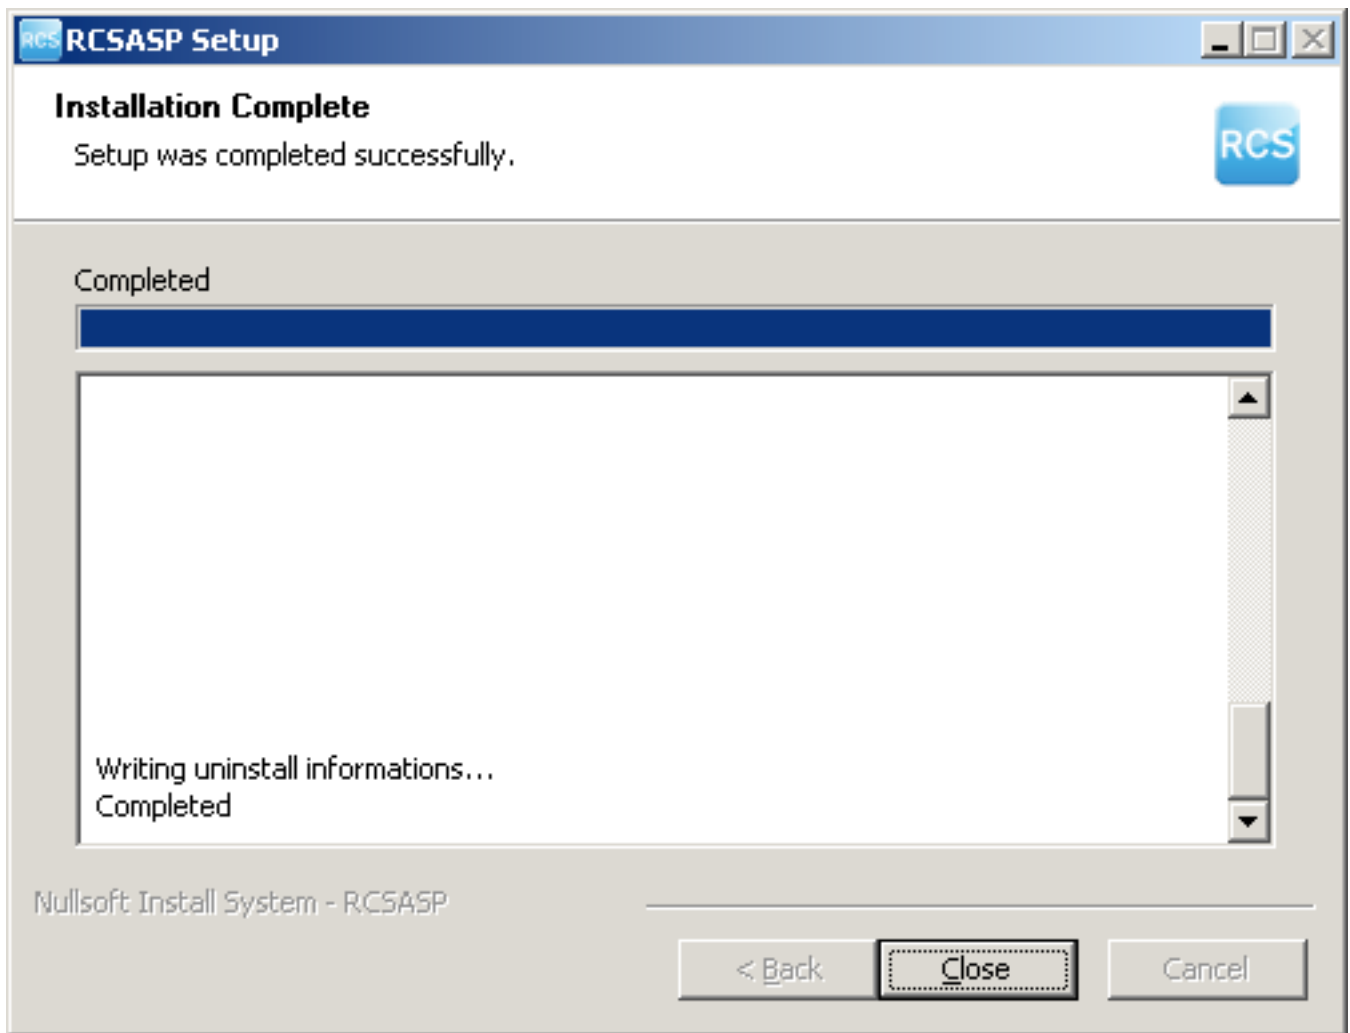 RCS RCSASP Setup
Installation Complete
Setup was completed successfully.
RCS
Completed
Writing uninstall informations...
Completed
Nullsoft Install System - RCSASP
< Back Close Cancel